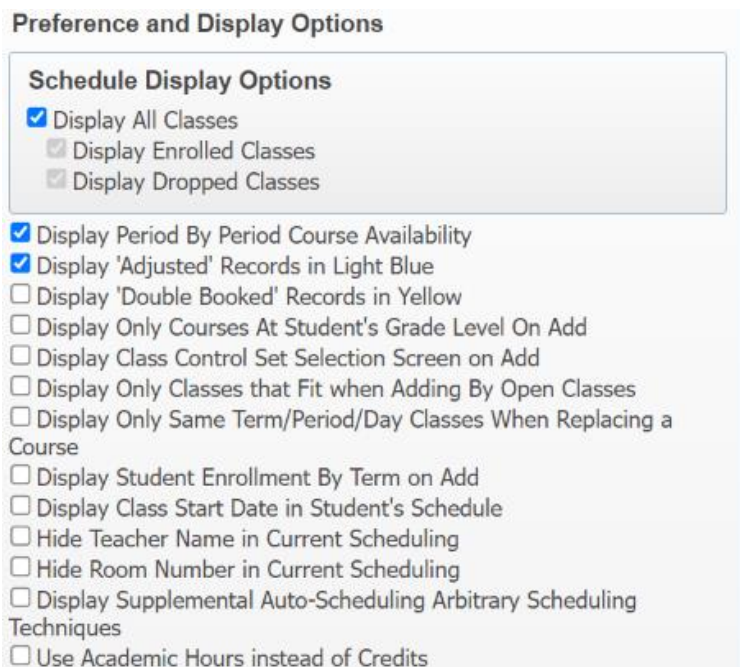 Preference and Display Options
Schedule Display Options
Display All Classes
Display Enrolled Classes
Display Dropped Classes
Display Period By Period Course Availability
Display 'Adjusted' Records in Light Blue
Display 'Double Booked' Records in Yellow
Display Only Courses At Student's Grade Level On Add
Display Class Control Set Selection Screen on Add
Display Only Classes that Fit when Adding By Open Classes
Display Only Same Term/Period/Day Classes When Replacing a
Course
Display Student Enrollment By Term on Add
Display Class Start Date in Student's Schedule
Hide Teacher Name in Current Scheduling
Hide Room Number in Current Scheduling
Display Supplemental Auto-Scheduling Arbitrary Scheduling
Techniques
Use Academic Hours instead of Credits